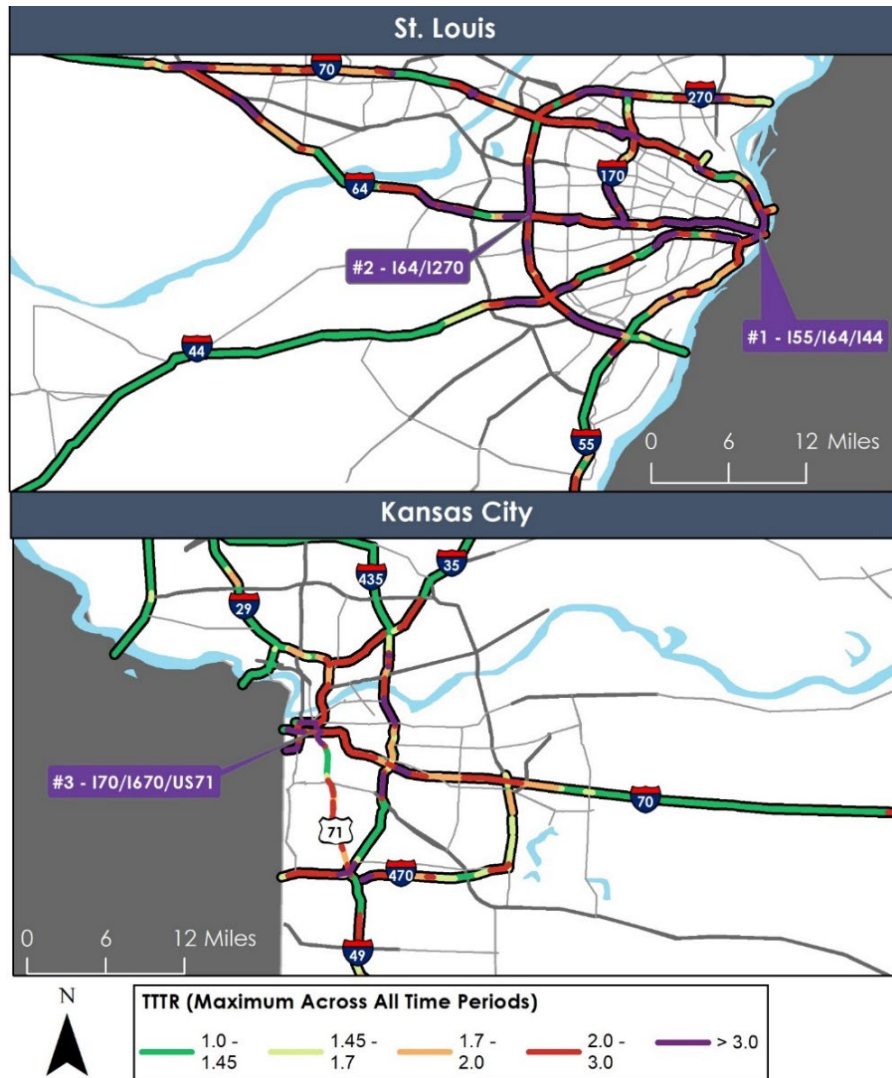 St. Louis
70
270
170
64
#2 - I64/I270
#1 - I55/I64/I44
44
55
0 6 12 Miles
Kansas City
35
435
29
#3 - I70/I670/US71
70
71
470
0 6 12 Miles
49
N
TTTR (Maximum Across All Time Periods)
1.0 - 1.45 - 1.7 - 2.0 - > 3.0
1.45 1.7 2.0 3.0